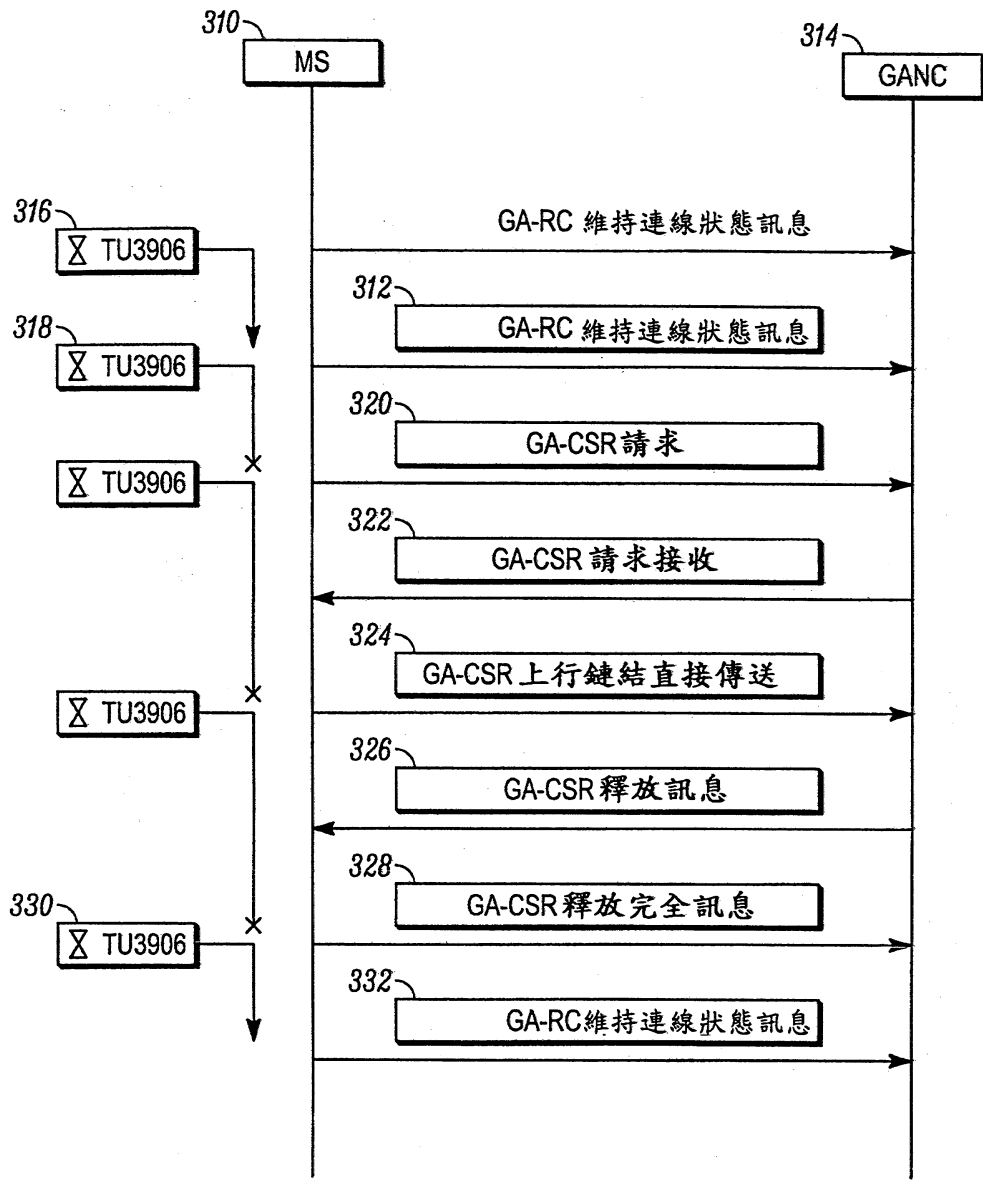 310
MS
314
GANC
316
TU3906
GA-RC 維持連線狀態訊息
312
GA-RC 維持連線狀態訊息
318
TU3906
320
GA-CSR 請求
TU3906
322
GA-CSR 請求接收
324
GA-CSR 上行鏈結直接傳送
TU3906
326
GA-CSR 釋放訊息
328
GA-CSR 釋放完全訊息
330
TU3906
332
GA-RC維持連線狀態訊息